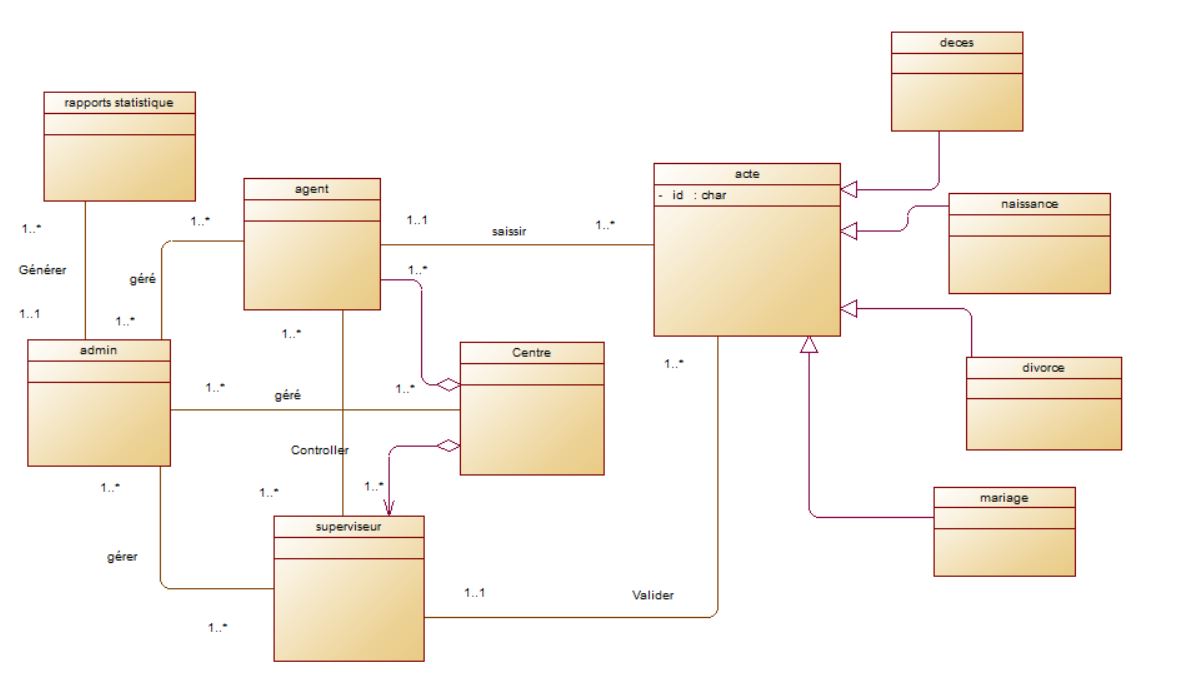 deces
rapports statistique
acte
- id : char
agent
naissance
1..*
1..1
1..*
1..*
saissir
Générer
géré
1..*
1..1
1..*
1..*
admin
Centre
1..*
divorce
1..*
géré
1..*
Controller
1..*
1..*
1..*
mariage
superviseur
gérer
1..1
Valider
1..*